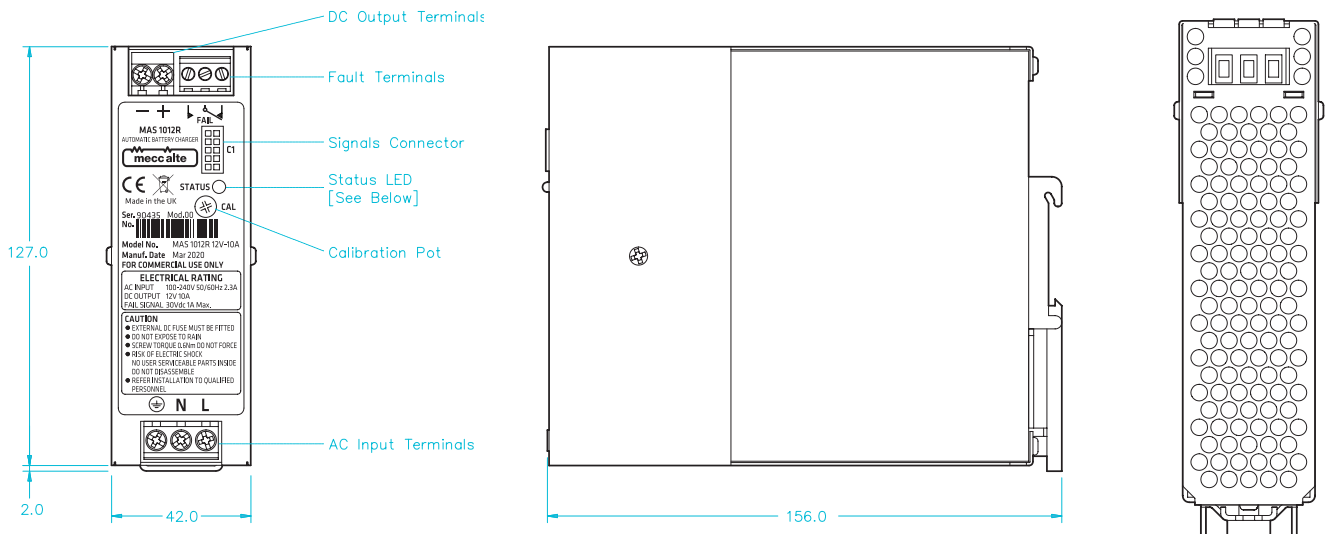 DC Output Terminals
Fault Terminals
− +
FAIL
MAS 1012R
AUTOMATIC BATTERY CHARGER
mecc alte
C1
Signals Connector
CE
STATUS
Status LED
[See Below]
Made in the UK
CAL
Ser. 90435 Mod.00
No.
Calibration Pot
Model No. MAS 1012R 12V-10A
Manuf. Date Mar 2020
FOR COMMERCIAL USE ONLY
ELECTRICAL RATING
AC INPUT 100-240V 50/60Hz 2.3A
DC OUTPUT 12V 10A
FAIL SIGNAL 30Vdc 1A Max.
CAUTION
● EXTERNAL DC FUSE MUST BE FITTED
● DO NOT EXPOSE TO RAIN
● SCREW TORQUE 0.6Nm DO NOT FORCE
● RISK OF ELECTRIC SHOCK
NO USER SERVICEABLE PARTS INSIDE
DO NOT DISASSEMBLE
● REFER INSTALLATION TO QUALIFIED
PERSONNEL
N L
AC Input Terminals
127.0
2.0
42.0
156.0